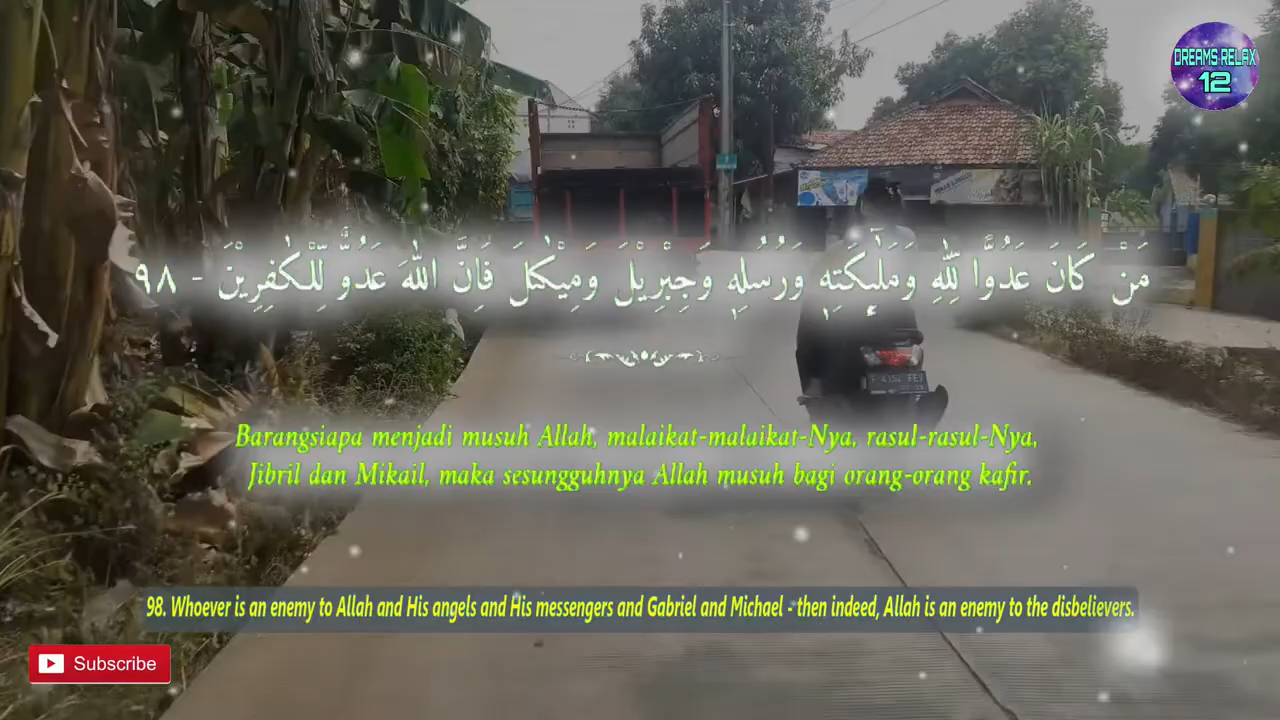 DREAMS RELAX
12
مَنْ كَانَ عَدُوًّا لِّلّٰهِ وَمَلٰۤىِٕكَتِهٖ وَرُسُلِهٖ وَجِبْرِيْلَ وَمِيْكٰىلَ فَاِنَّ اللّٰهَ عَدُوٌّ لِّلْكٰفِرِيْنَ - ٩٨
Barangsiapa menjadi musuh Allah, malaikat-malaikat-Nya, rasul-rasul-Nya,
Jibril dan Mikail, maka sesungguhnya Allah musuh bagi orang-orang kafir.
98. Whoever is an enemy to Allah and His angels and His messengers and Gabriel and Michael - then indeed, Allah is an enemy to the disbelievers.
Subscribe